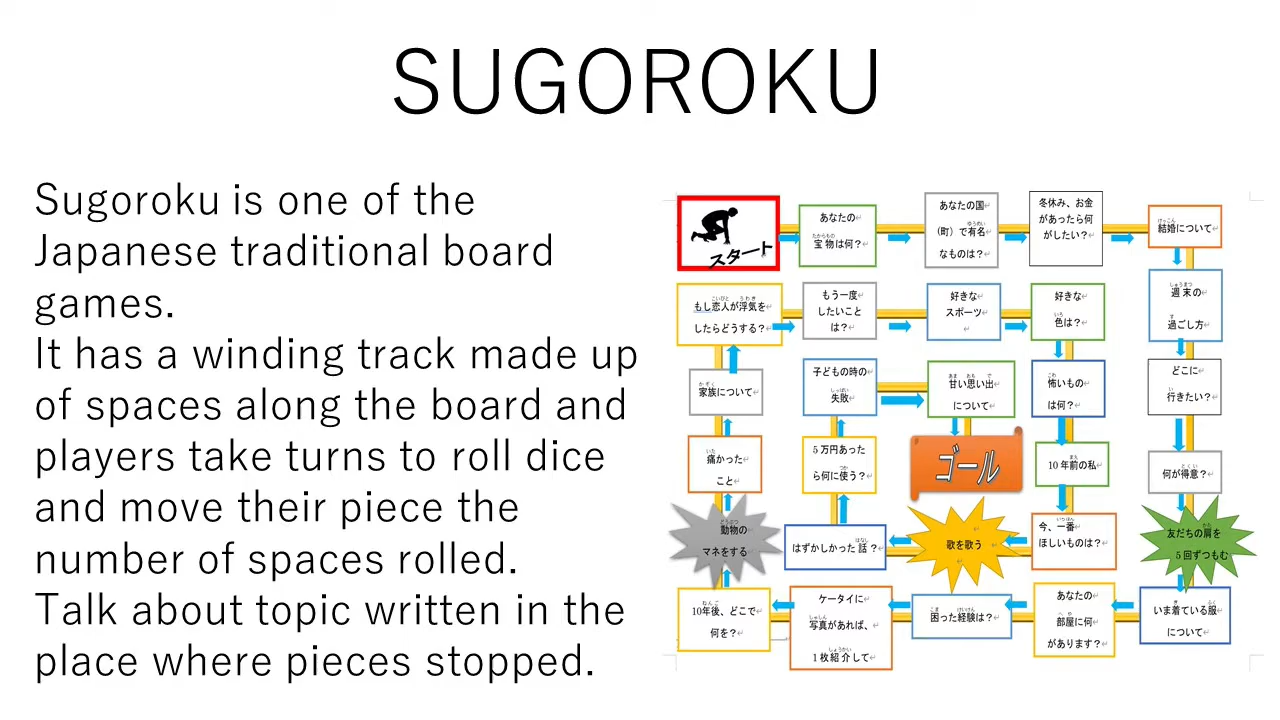 SUGOROKU
Sugoroku is one of the
Japanese traditional board
games.
It has a winding track made up
of spaces along the board and
players take turns to roll dice
and move their piece the
number of spaces rolled.
Talk about topic written in the
place where pieces stopped.
スタート
あなたの
宝物は何?
あなたの国
(町)で有名
なものは?
冬休み、お金
があったら何
がしたい?
結婚について
週末の
過ごし方
どこに
行きたい?
何が得意?
友だちの肩を
5回ずつもむ
いま着ている服
について
あなたの
部屋に何
があります?
困った経験は?
ケータイに
写真があれば、
1枚紹介して
10年後、どこで
何を?
動物の
マネをする
痛かった
こと
家族について
もし恋人が浮気を
したらどうする?
もう一度
したいこと
は?
好きな
スポーツ
好きな
色は?
怖いもの
は何?
10年前の私
今、一番
ほしいものは?
歌を歌う
はずかしかった話?
5万円あった
ら何に使う?
子どもの時の
失敗
甘い思い出
について
ゴール